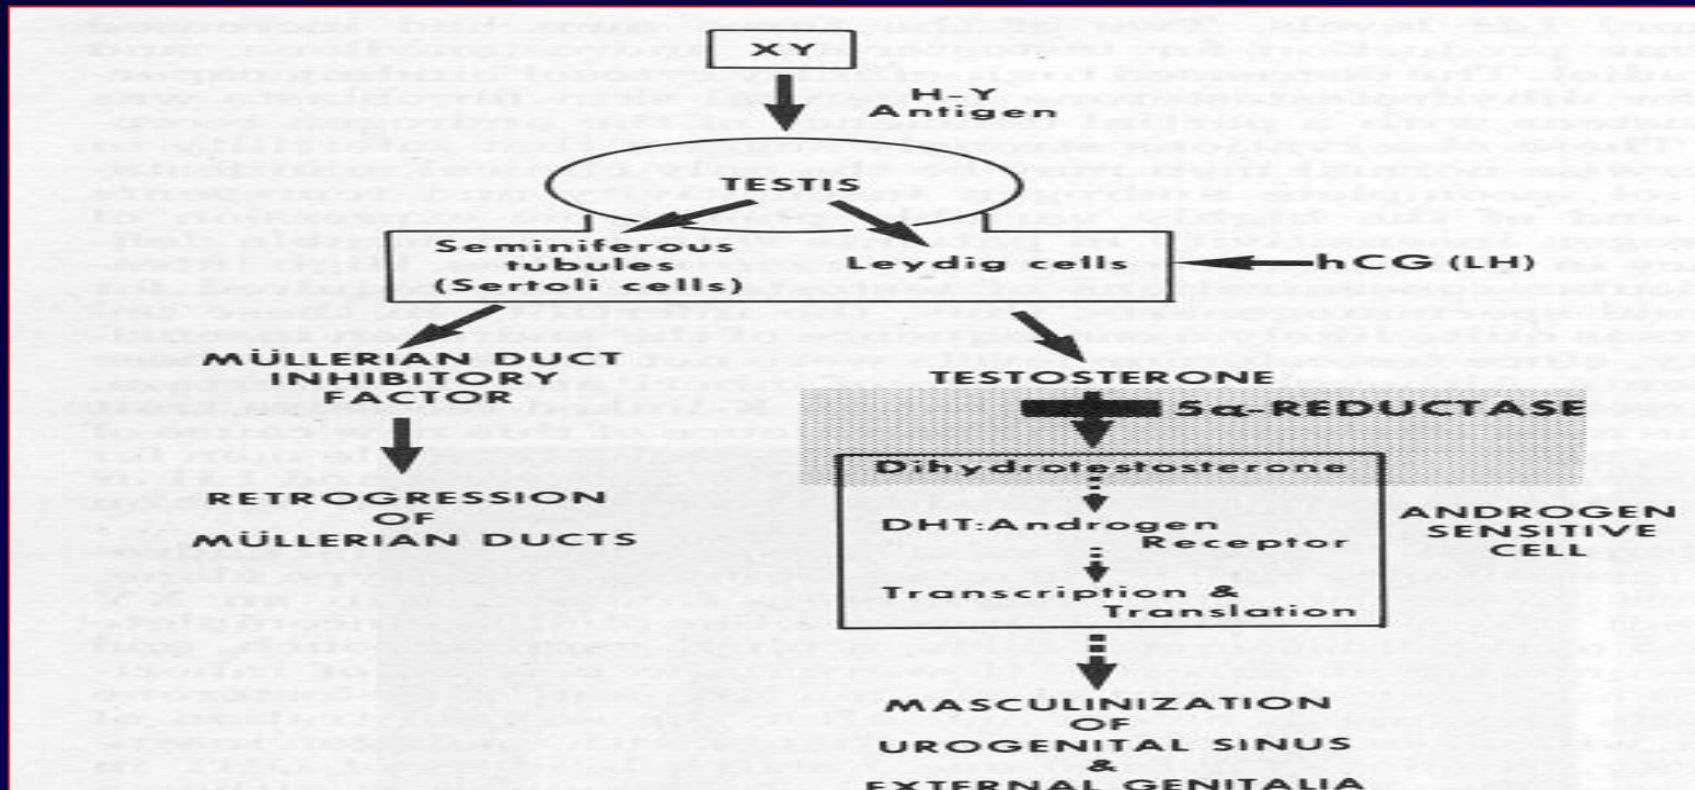 XY
H-Y
Antigen
TESTIS
Seminiferous
tubules
(Sertoli cells)
Leydig cells
hCG (LH)
MÜLLERIAN DUCT
INHIBITORY
FACTOR
TESTOSTERONE
5α-REDUCTASE
RETROGRESSION
OF
MÜLLERIAN DUCTS
Dihydrotestosterone
DHT:Androgen
Receptor
Transcription &
Translation
ANDROGEN
SENSITIVE
CELL
MASCULINIZATION
OF
UROGENITAL SINUS
&
EXTERNAL GENITALIA